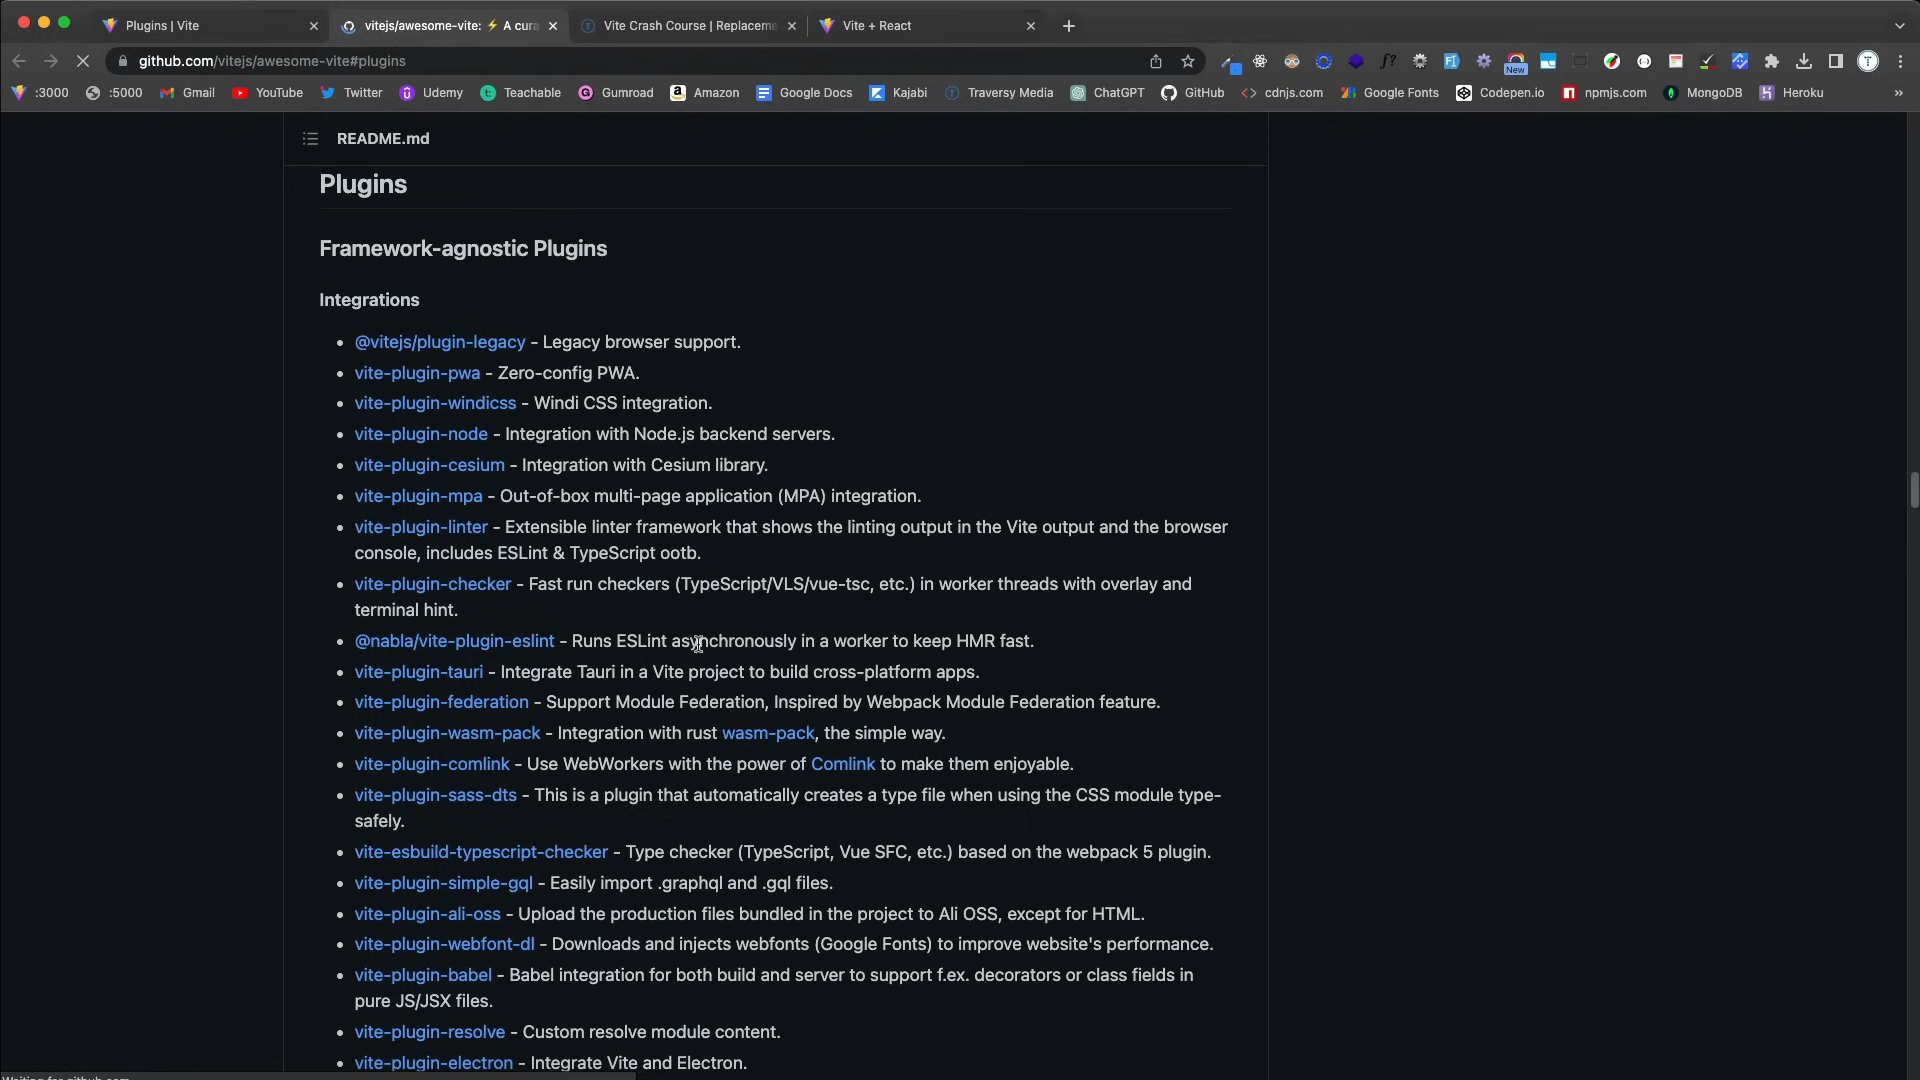 Plugins | Vite
vitejs/awesome-vite: ⚡ A cura
Vite Crash Course | Replaceme
Vite + React
github.com/vitejs/awesome-vite#plugins
New
:3000
:5000
Gmail
YouTube
Twitter
Udemy
Teachable
Gumroad
Amazon
Google Docs
Kajabi
Traversy Media
ChatGPT
GitHub
cdnjs.com
Google Fonts
Codepen.io
npmjs.com
MongoDB
Heroku
README.md
Plugins
Framework-agnostic Plugins
Integrations
@vitejs/plugin-legacy - Legacy browser support.
vite-plugin-pwa - Zero-config PWA.
vite-plugin-windicss - Windi CSS integration.
vite-plugin-node - Integration with Node.js backend servers.
vite-plugin-cesium - Integration with Cesium library.
vite-plugin-mpa - Out-of-box multi-page application (MPA) integration.
vite-plugin-linter - Extensible linter framework that shows the linting output in the Vite output and the browser
console, includes ESLint & TypeScript ootb.
vite-plugin-checker - Fast run checkers (TypeScript/VLS/vue-tsc, etc.) in worker threads with overlay and
terminal hint.
@nabla/vite-plugin-eslint - Runs ESLint asynchronously in a worker to keep HMR fast.
vite-plugin-tauri - Integrate Tauri in a Vite project to build cross-platform apps.
vite-plugin-federation - Support Module Federation, Inspired by Webpack Module Federation feature.
vite-plugin-wasm-pack - Integration with rust wasm-pack, the simple way.
vite-plugin-comlink - Use WebWorkers with the power of Comlink to make them enjoyable.
vite-plugin-sass-dts - This is a plugin that automatically creates a type file when using the CSS module type-
safely.
vite-esbuild-typescript-checker - Type checker (TypeScript, Vue SFC, etc.) based on the webpack 5 plugin.
vite-plugin-simple-gql - Easily import .graphql and .gql files.
vite-plugin-ali-oss - Upload the production files bundled in the project to Ali OSS, except for HTML.
vite-plugin-webfont-dl - Downloads and injects webfonts (Google Fonts) to improve website's performance.
vite-plugin-babel - Babel integration for both build and server to support f.ex. decorators or class fields in
pure JS/JSX files.
vite-plugin-resolve - Custom resolve module content.
vite-plugin-electron - Integrate Vite and Electron.